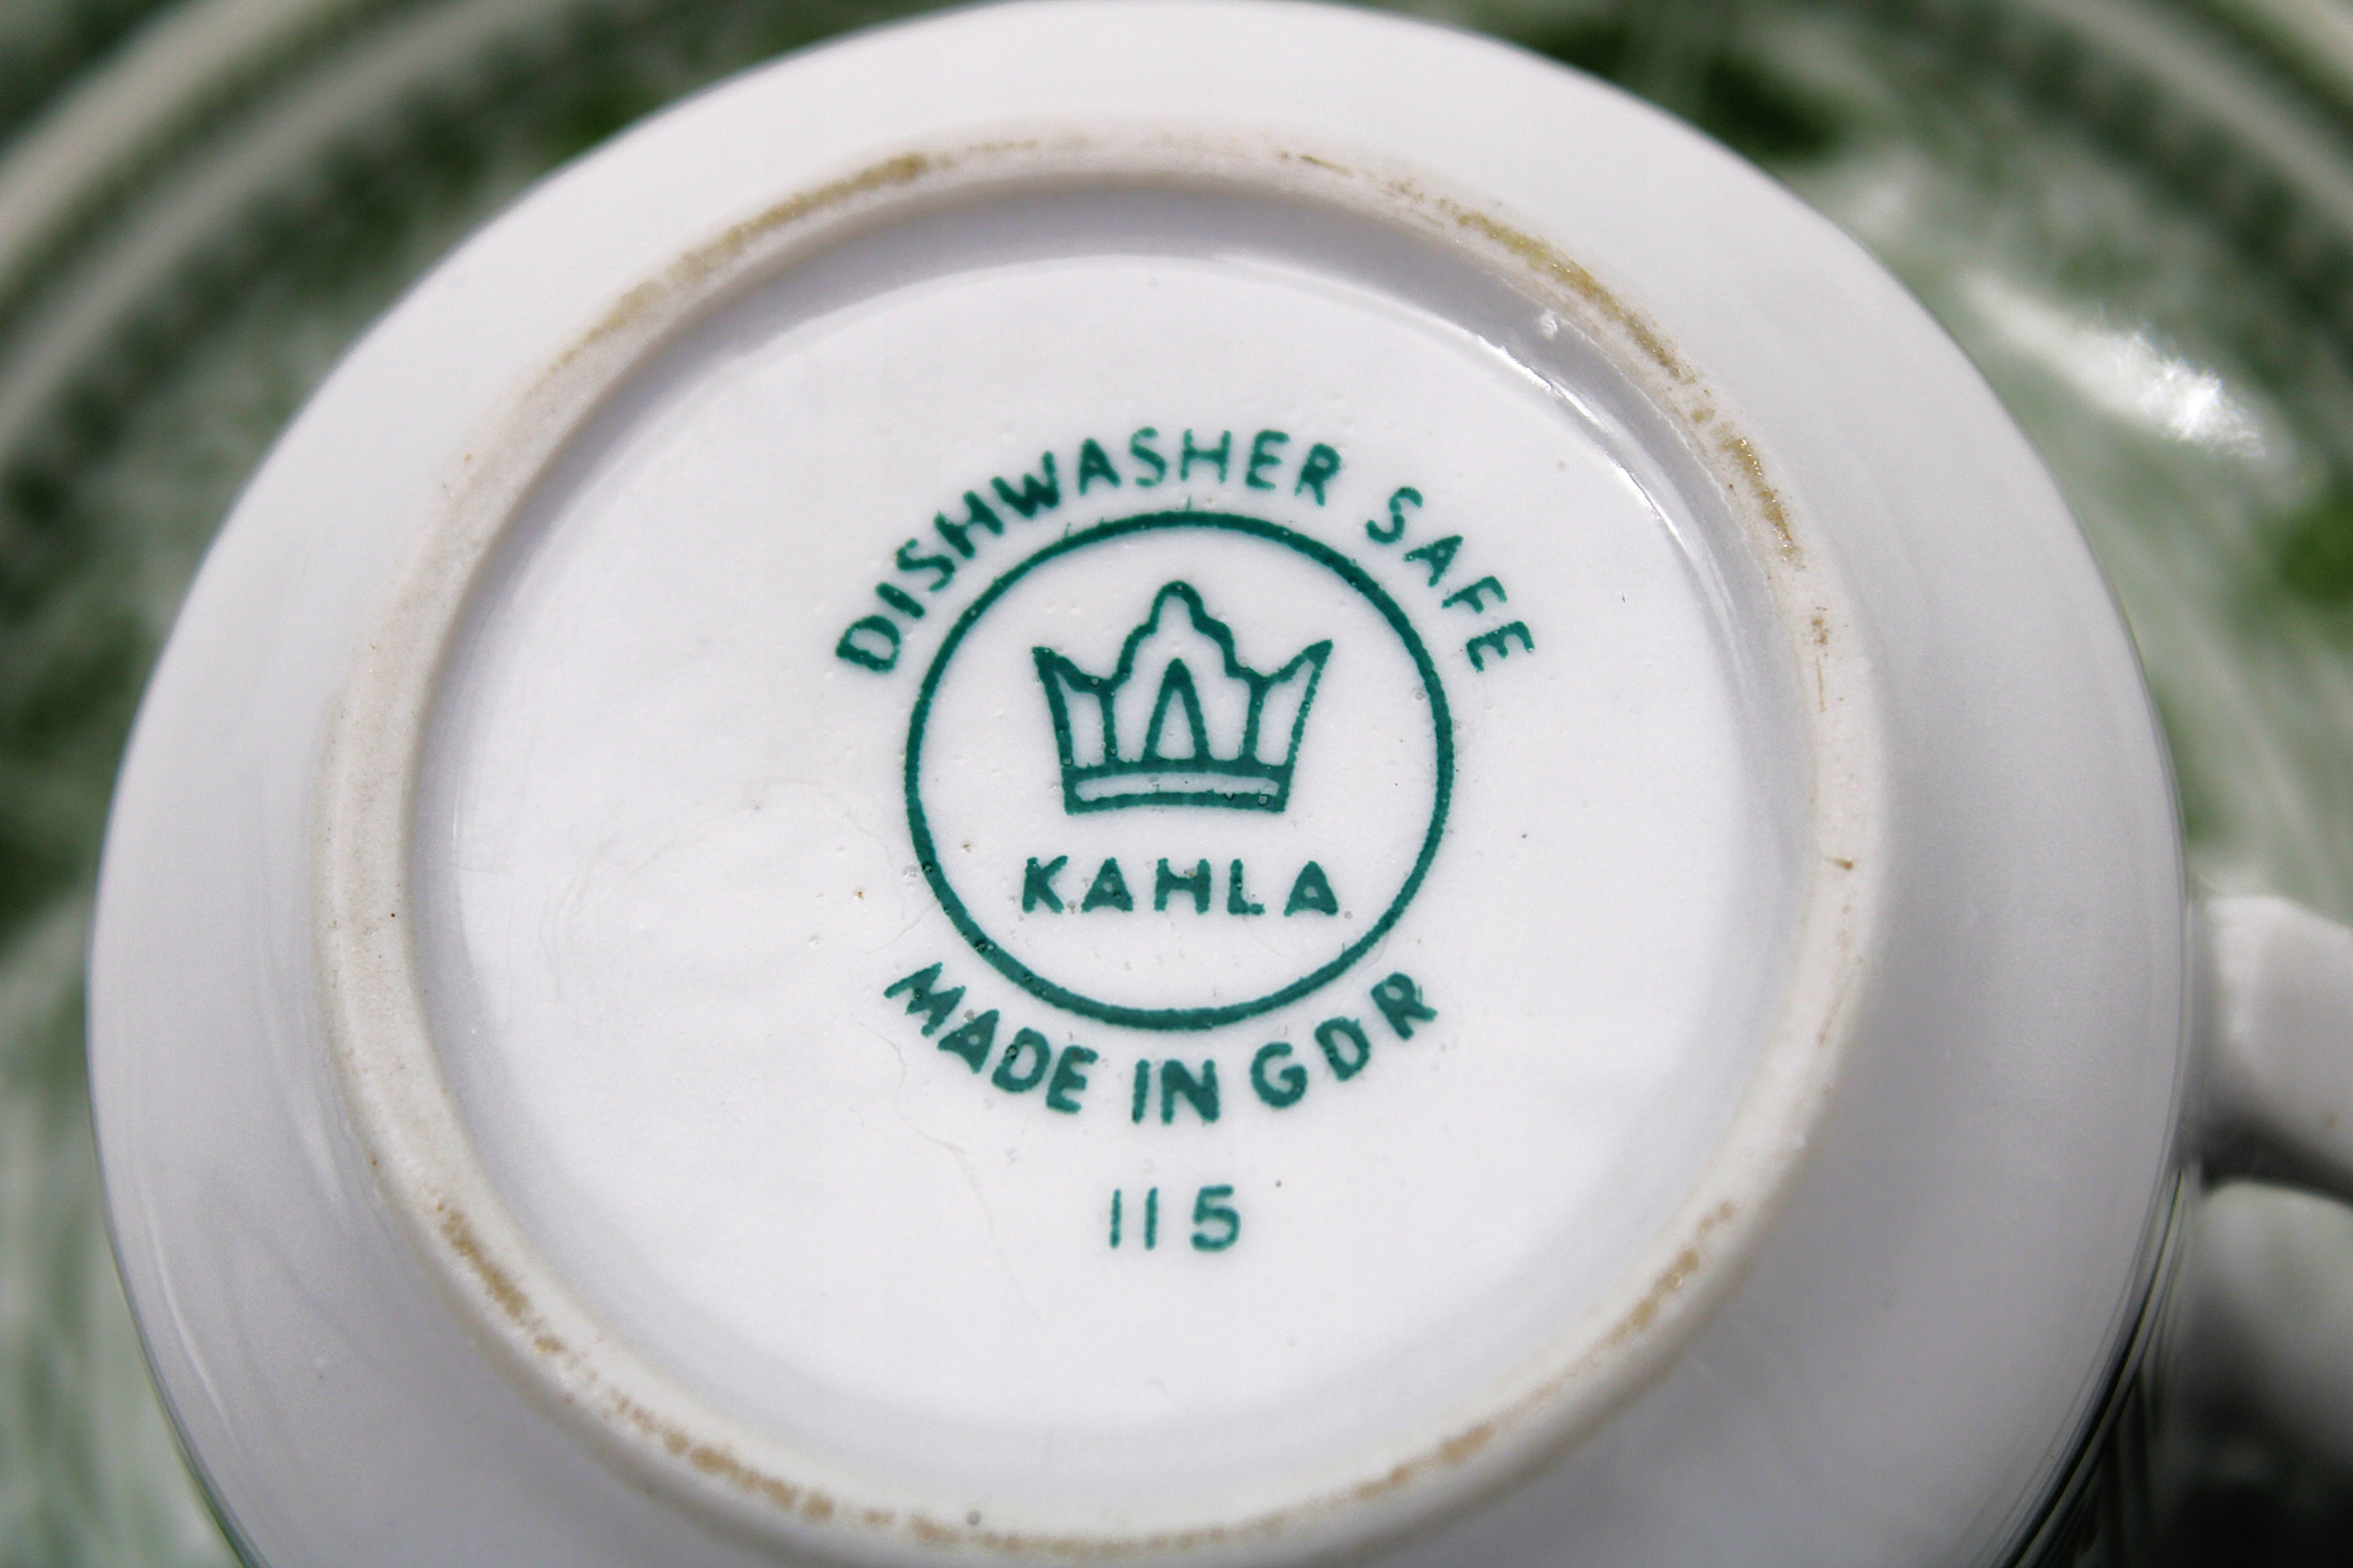 DISHWASHER SAFE
KAHLA
MADE IN GDR
115